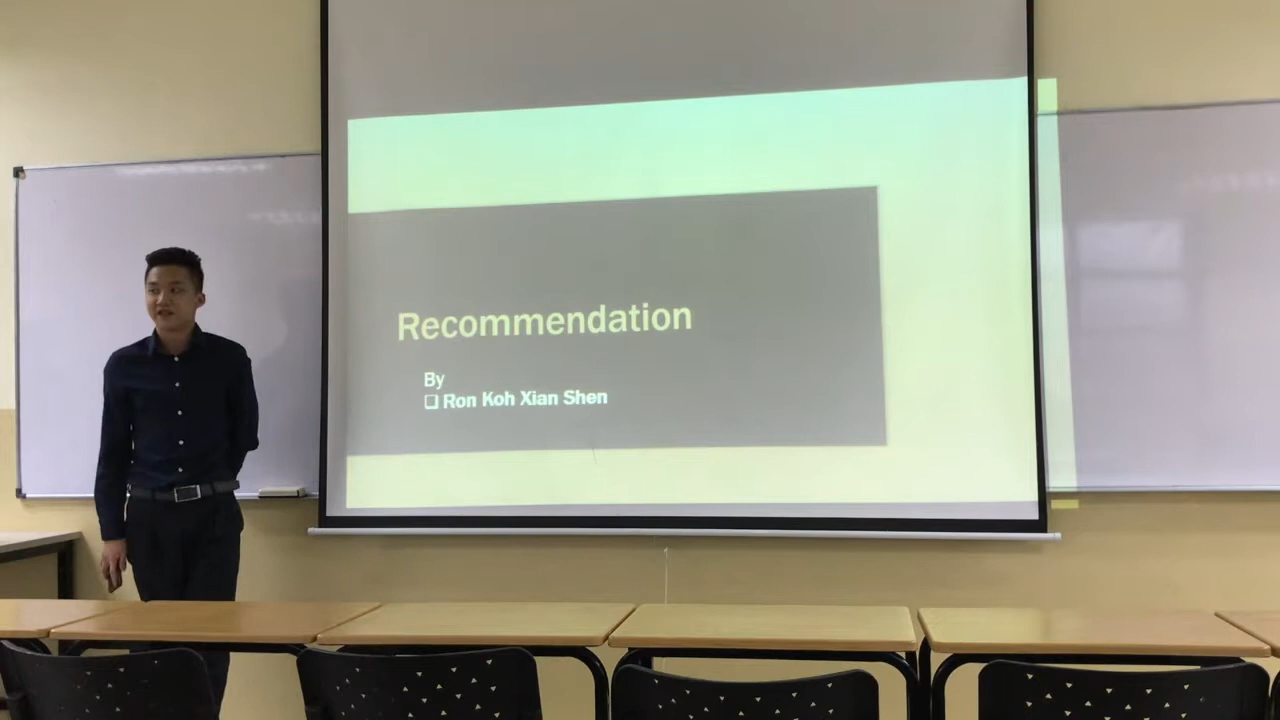 Recommendation
By
❑ Ron Koh Xian Shen